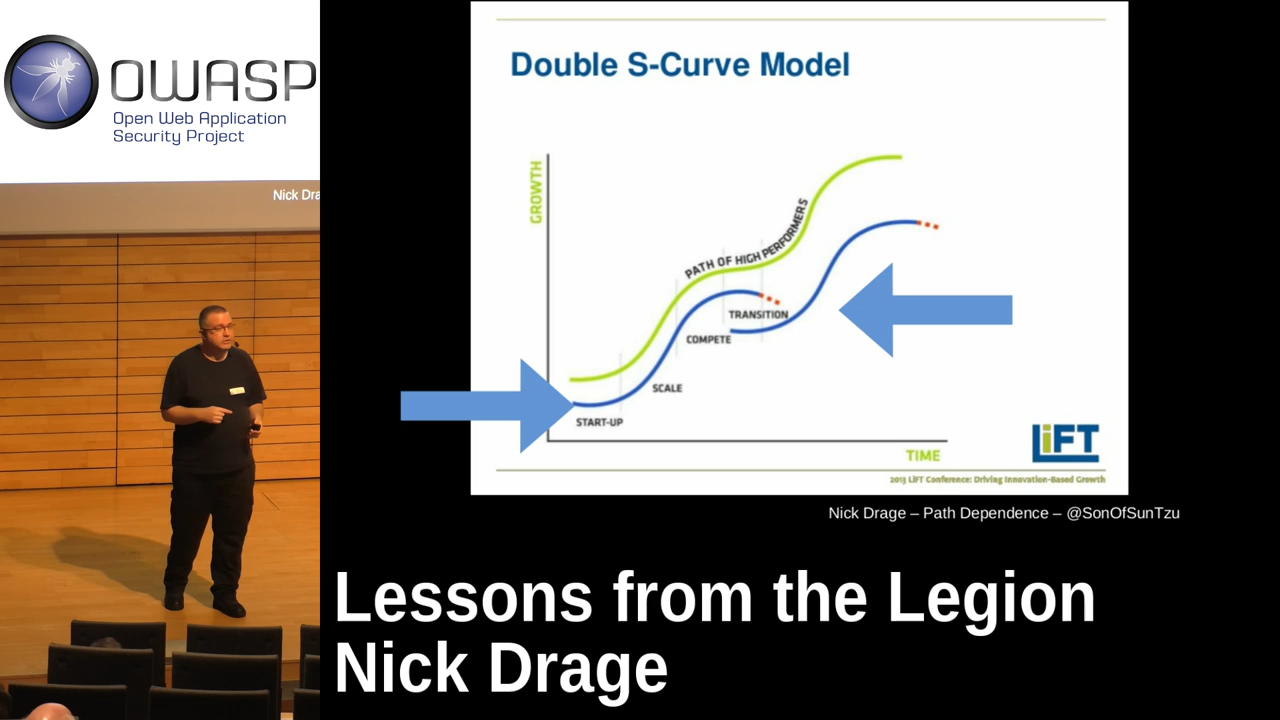 OWASP
Open Web Application
Security Project
Nick Dra
Double S-Curve Model
GROWTH
PATH OF HIGH PERFORMERS
TRANSITION
COMPETE
SCALE
START-UP
TIME
LiFT
2013 LiFT Conference: Driving Innovation-Based Growth
Nick Drage – Path Dependence – @SonOfSunTzu
Lessons from the Legion
Nick Drage